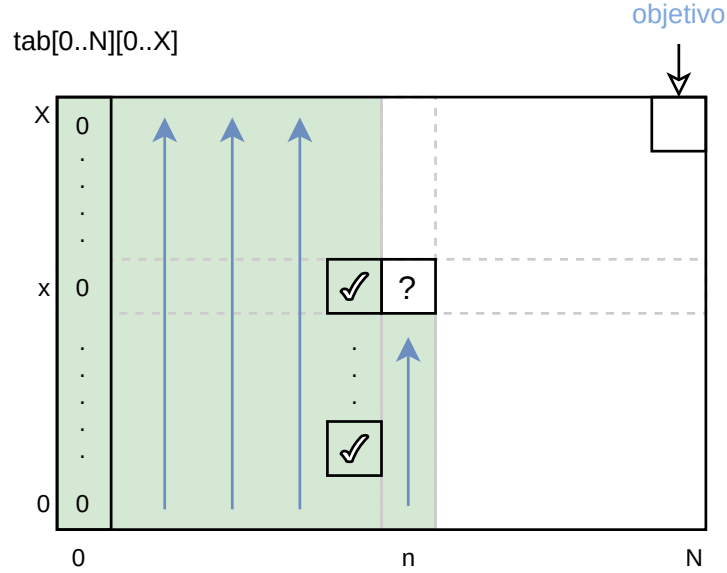 objetivo
tab[0..N][0..X]
X 0
.
.
.
.
x 0 ?
. .
. .
. .
.
.
0 0
0 n N